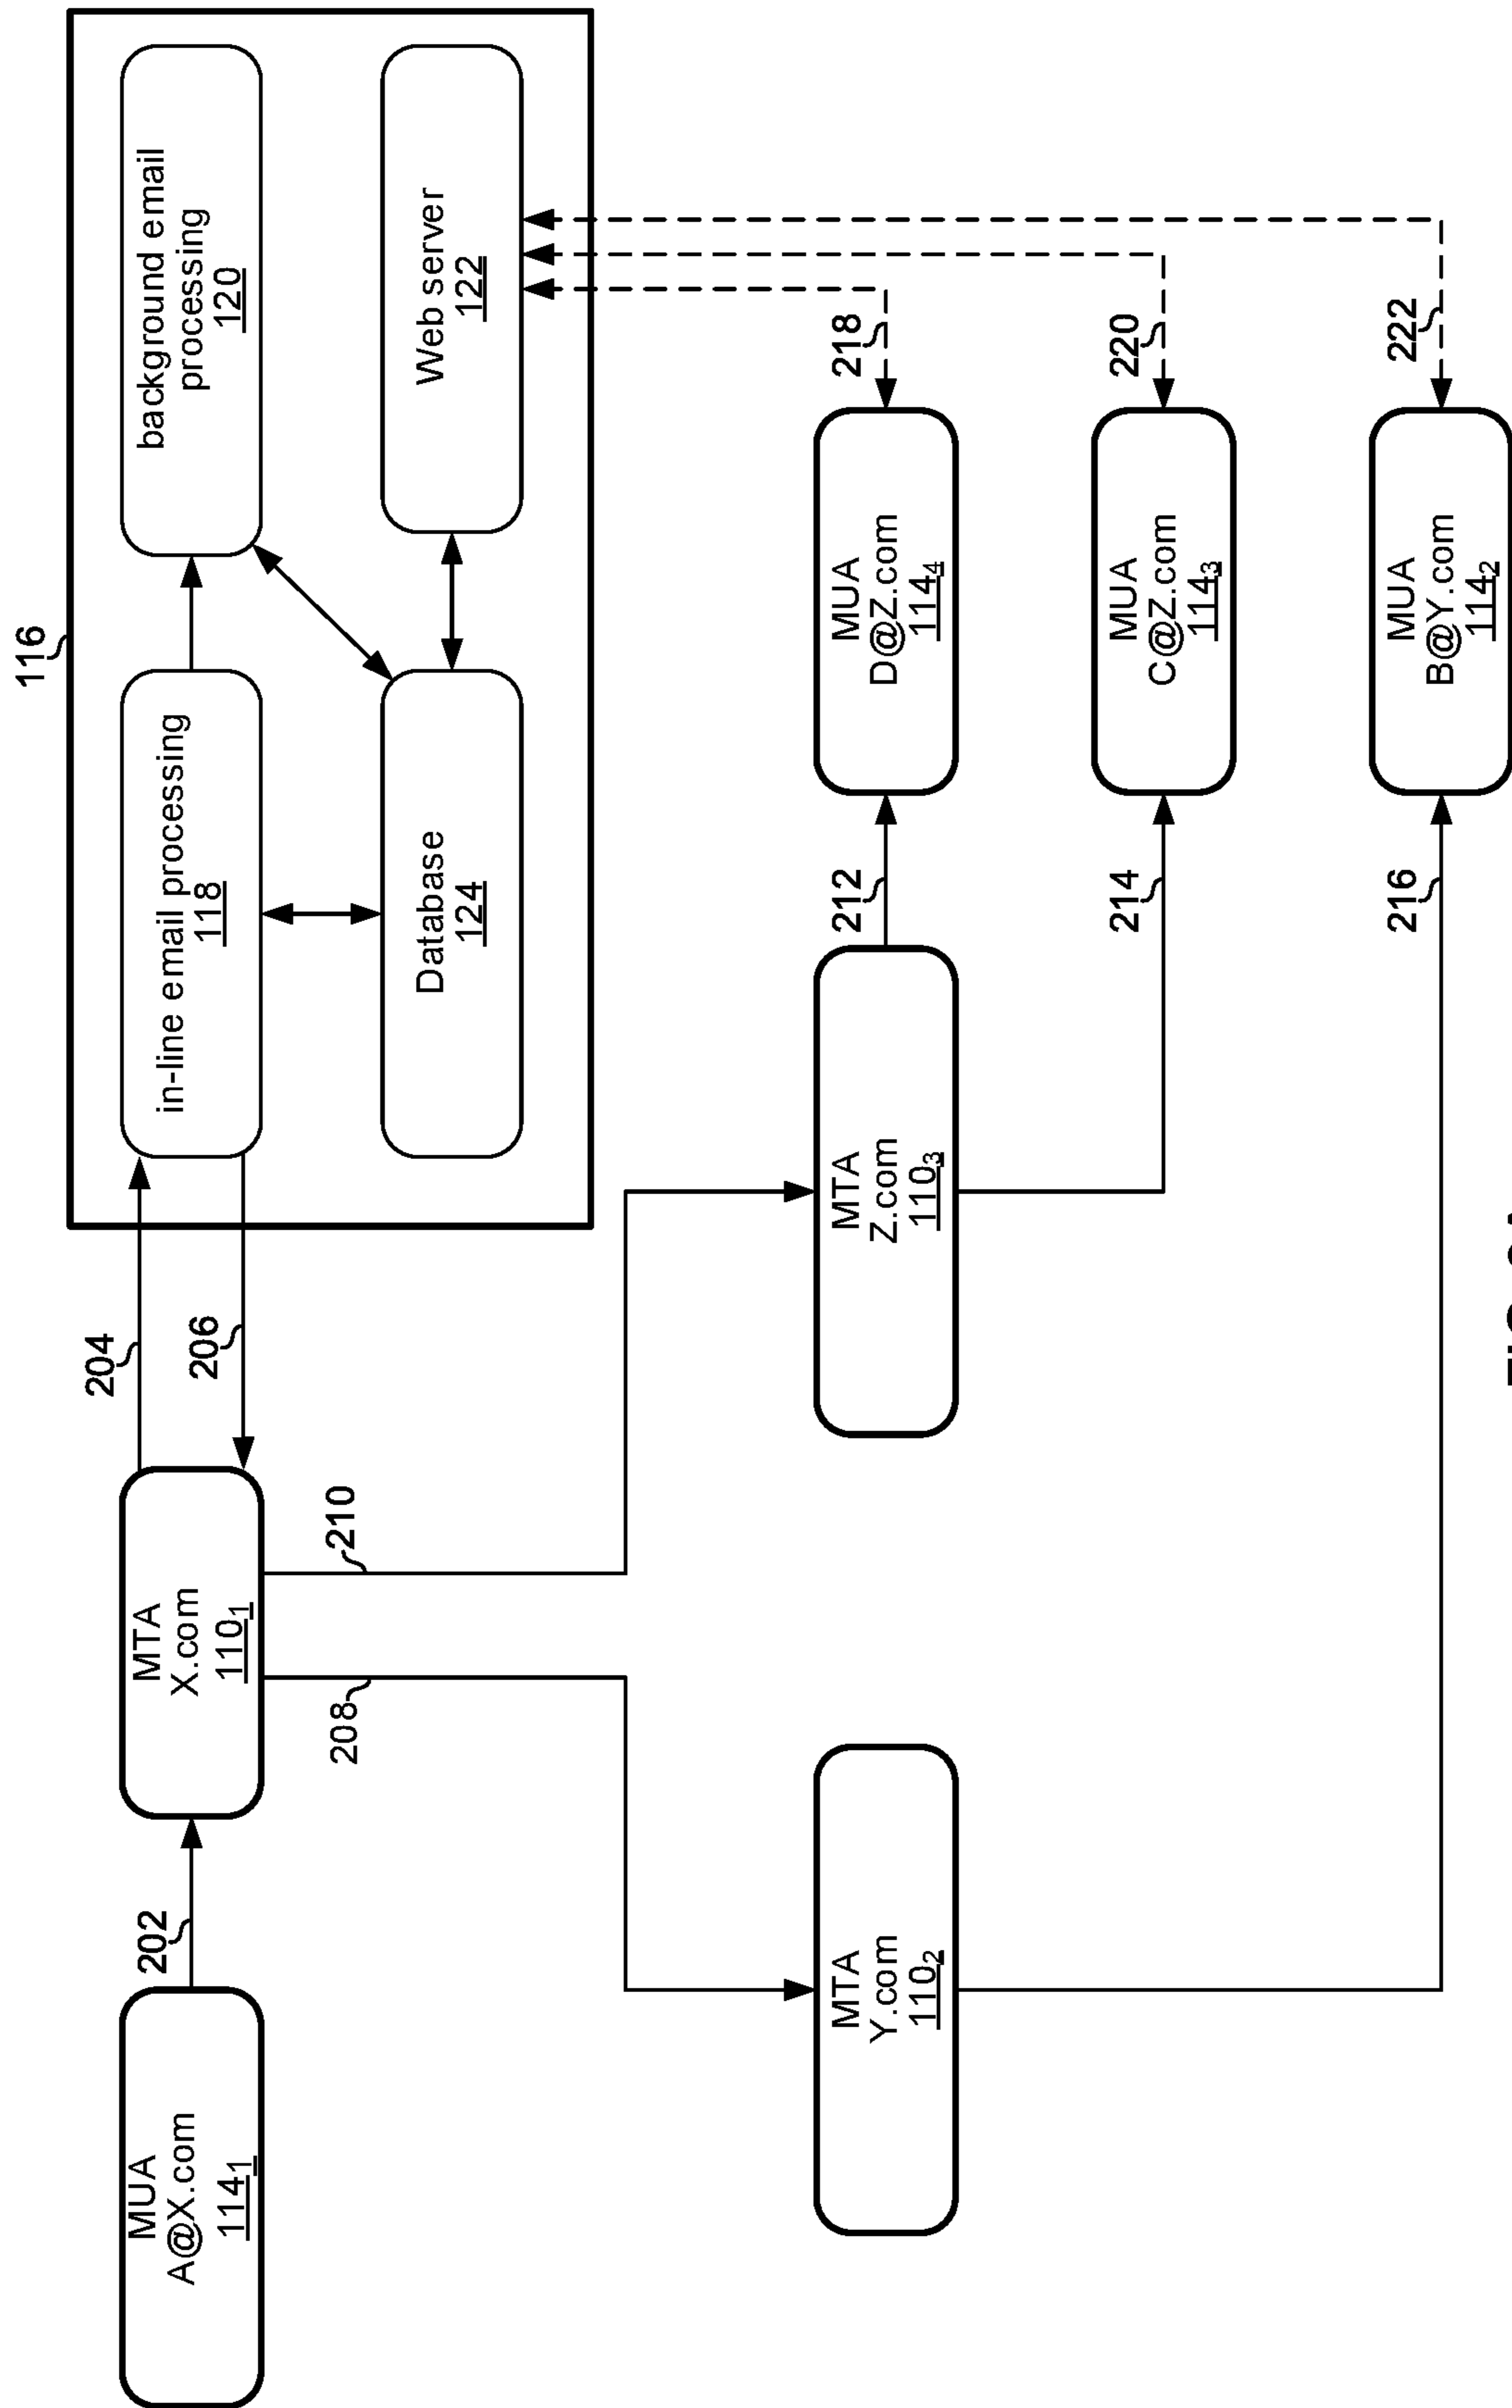 116
in-line email processing
118
background email
processing
120
Database
124
Web server
122
MUA
A@X.com
114₁
202
MTA
X.com
110₁
204
206
208
210
MTA
Y.com
110₂
MTA
Z.com
110₃
212
214
216
MUA
D@Z.com
114₄
MUA
C@Z.com
114₃
MUA
B@Y.com
114₂
218
220
222